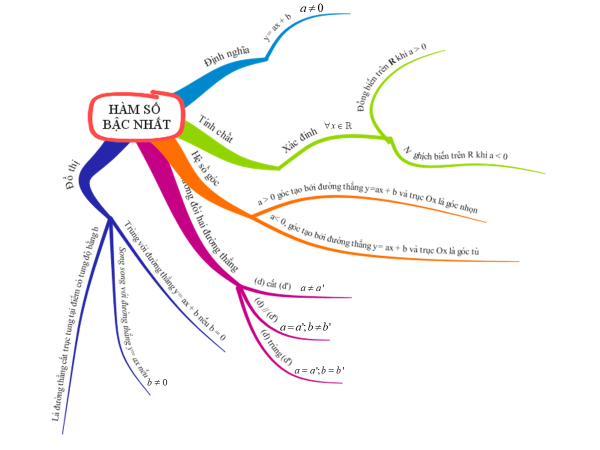 HÀM SỐ
BẬC NHẤT
Định nghĩa
y= ax + b
a ≠ 0
Tính chất
Xác định
∀x ∈ ℝ
Đồng biến trên R khi a > 0
N ghịch biến trên R khi a < 0
Hệ số góc
a > 0 góc tạo bởi đường thẳng y=ax + b và trục Ox là góc nhọn
a< 0, góc tạo bởi đường thẳng y= ax + b và trục Ox là góc tù
đối hai đường thẳng
(d) cắt (d')
a ≠ a'
(d) // (d')
a = a'; b ≠ b'
(d) trùng (d')
a = a'; b = b'
Đồ thị
Trùng với đường thẳng y= ax + b nếu b = 0
Song song với đường thẳng y= ax nếu
b ≠ 0
Là đường thẳng cắt trục tung tại điểm có tung độ bằng b